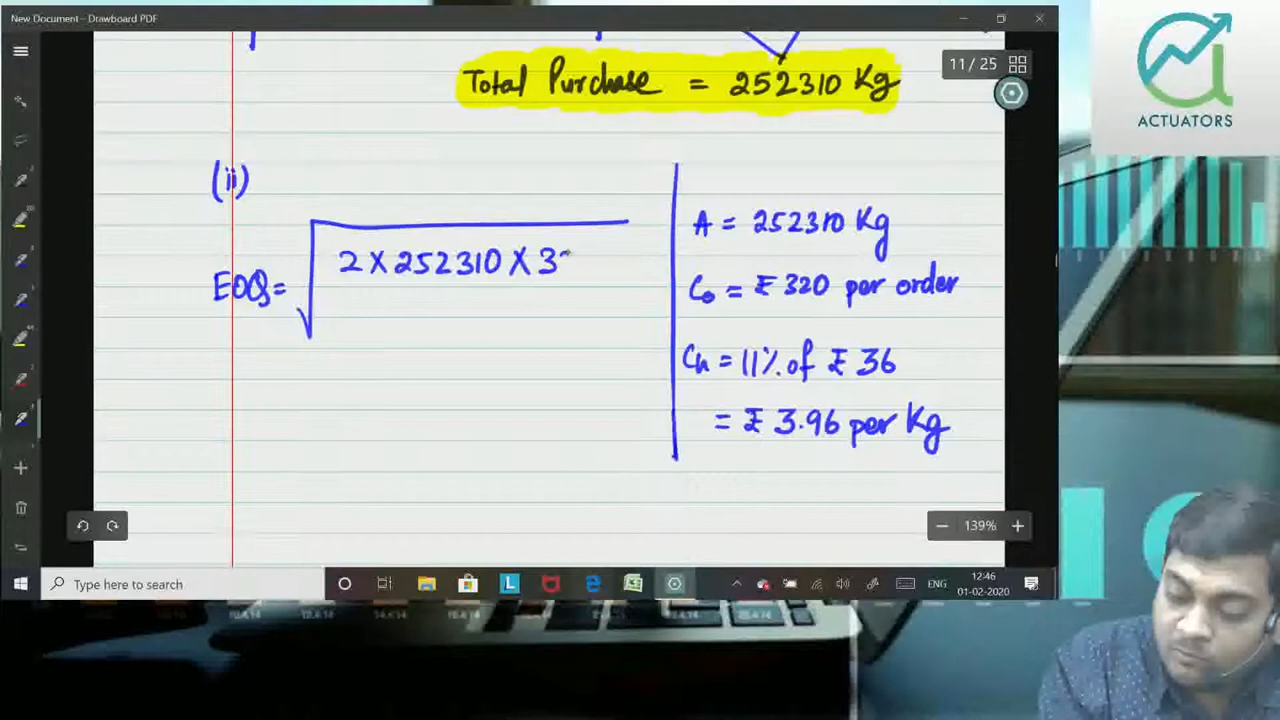 New Document - Drawboard PDF
11 / 25
Total Purchase = 252310 Kg
ACTUATORS
(ii)
EOQ = √ 2 X 252310 X 3
A = 252310 Kg
Co = ₹ 320 per order
Ch = 11% of ₹ 36
= ₹ 3.96 per Kg
139%
Type here to search
L
ENG
12:46
01-02-2020